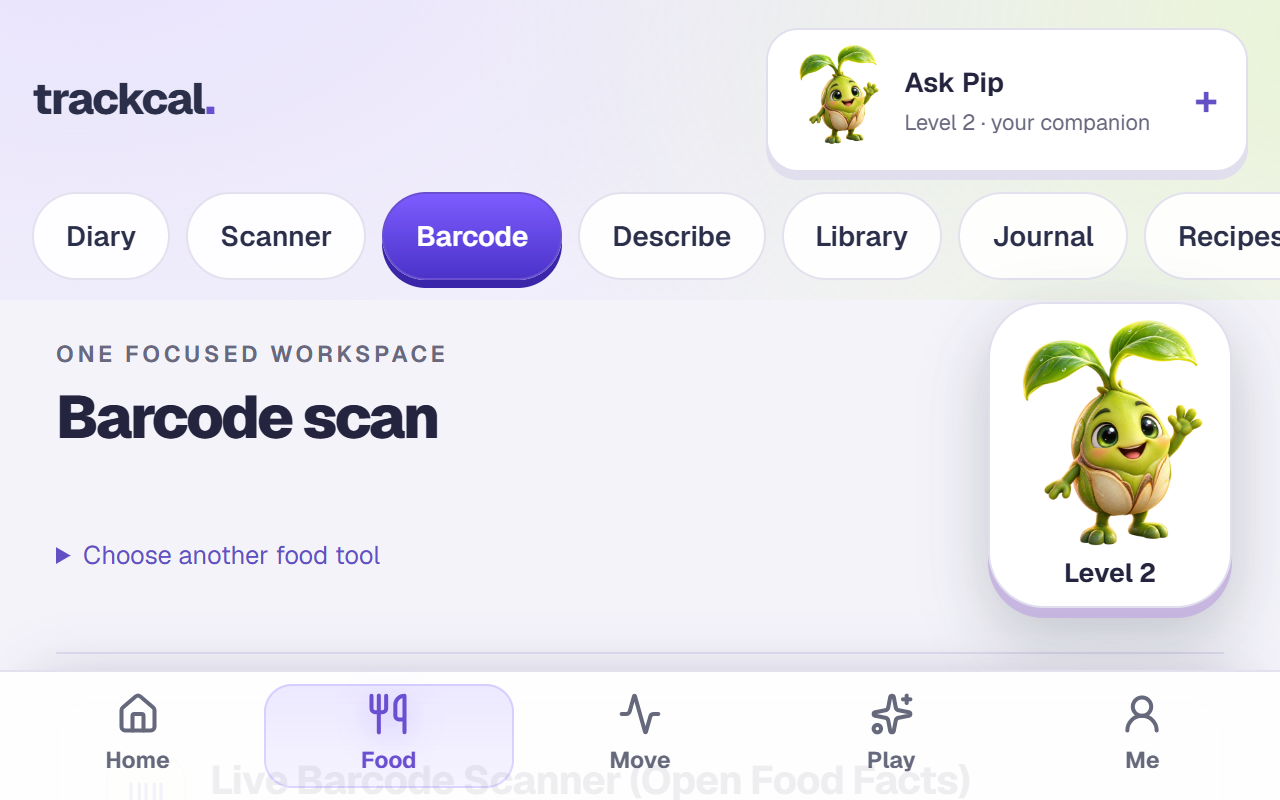 trackcal.
Ask Pip
Level 2 · your companion
+
Diary
Scanner
Barcode
Describe
Library
Journal
Recipes
ONE FOCUSED WORKSPACE
Barcode scan
Choose another food tool
Level 2
Live Barcode Scanner (Open Food Facts)
Home
Food
Move
Play
Me